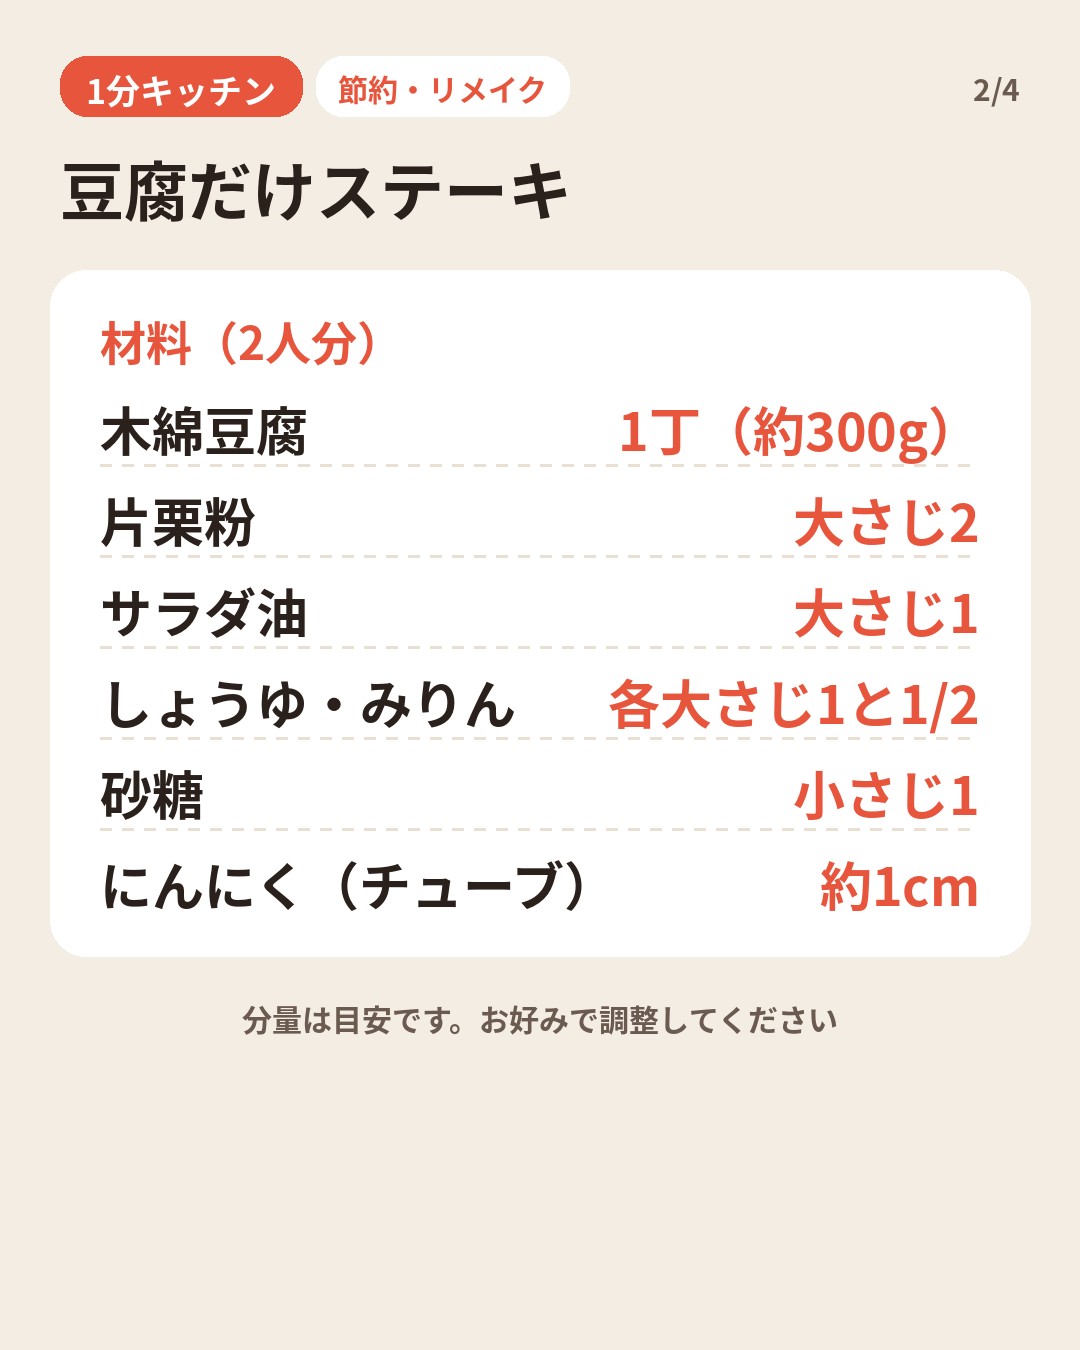 1分キッチン 節約・リメイク 2/4
豆腐だけステーキ
材料（2人分）
木綿豆腐 1丁（約300g）
片栗粉 大さじ2
サラダ油 大さじ1
しょうゆ・みりん 各大さじ1と1/2
砂糖 小さじ1
にんにく（チューブ） 約1cm
分量は目安です。お好みで調整してください